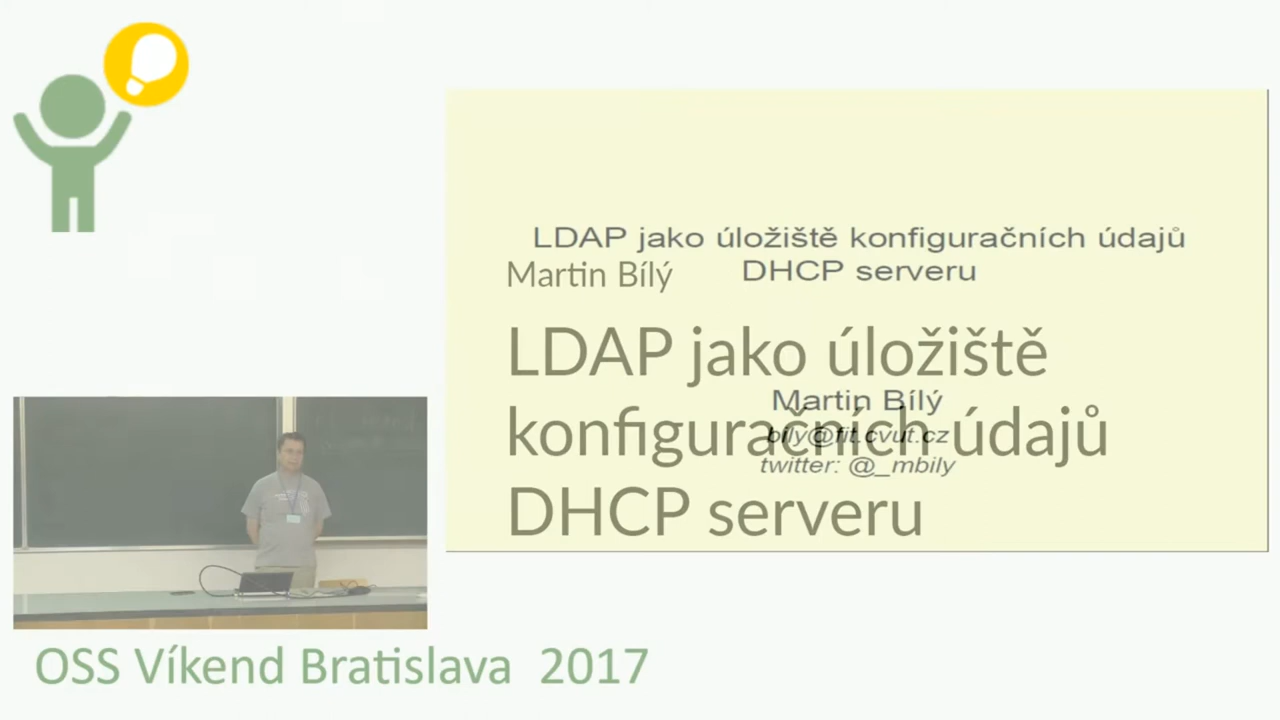 LDAP jako úložiště konfiguračních údajů
DHCP serveru
Martin Bílý
bily@fit.cvut.cz
twitter: @_mbily
Martin Bílý
LDAP jako úložiště
konfiguračních údajů
DHCP serveru
OSS Víkend Bratislava 2017